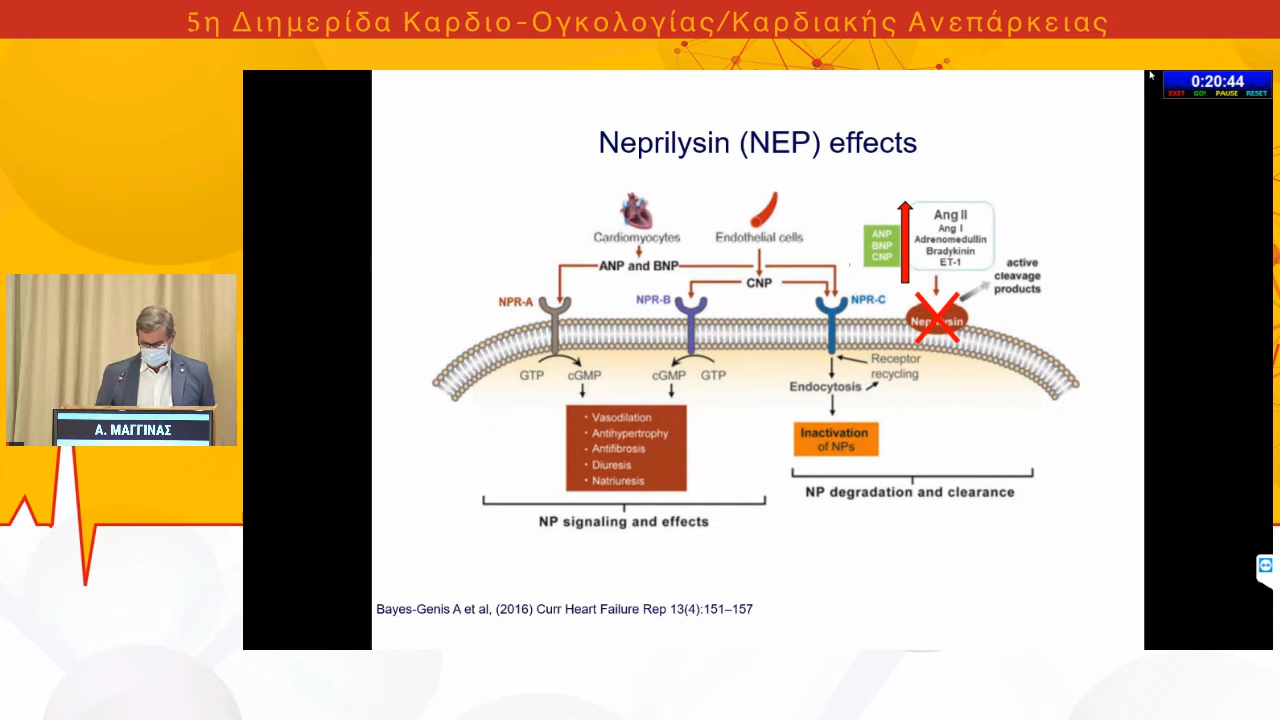 5η Διημερίδα Καρδιο-Ογκολογίας/Καρδιακής Ανεπάρκειας
0:20:44
EXIT GO! PAUSE RESET
Neprilysin (NEP) effects
Cardiomyocytes
Endothelial cells
ANP
BNP
CNP
Ang II
Ang I
Adrenomedullin
Bradykinin
ET-1
active
cleavage
products
ANP and BNP
CNP
NPR-A
NPR-B
NPR-C
Neprilysin
GTP
cGMP
cGMP
GTP
Receptor
recycling
Endocytosis
• Vasodilation
• Antihypertrophy
• Antifibrosis
• Diuresis
• Natriuresis
Inactivation
of NPs
NP degradation and clearance
NP signaling and effects
Bayes-Genis A et al, (2016) Curr Heart Failure Rep 13(4):151–157
Α. ΜΑΓΓΙΝΑΣ